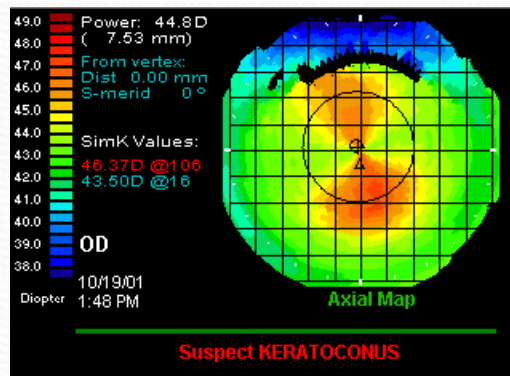 49.0
48.0
47.0
46.0
45.0
44.0
43.0
42.0
41.0
40.0
39.0
38.0
Diopter
Power: 44.8D
( 7.53 mm)
From vertex:
Dist 0.00 mm
S-merid 0°
SimK Values:
46.37D @106
43.50D @16
OD
10/19/01
1:48 PM
Axial Map
Suspect KERATOCONUS